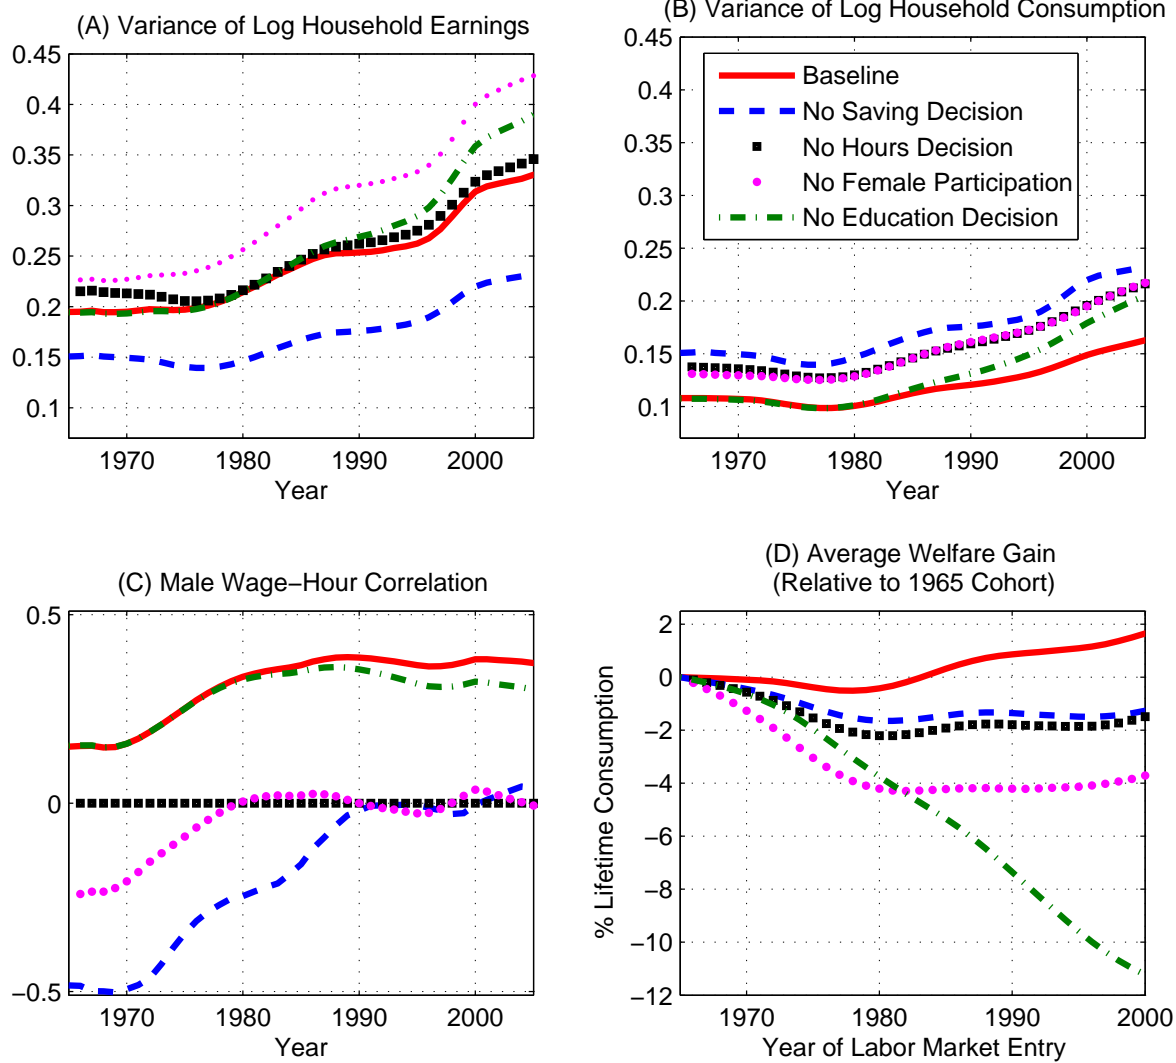 (A) Variance of Log Household Earnings
0.45
0.4
0.35
0.3
0.25
0.2
0.15
0.1
1970 1980 1990 2000
Year
(B) Variance of Log Household Consumption
0.45
0.4
0.35
0.3
0.25
0.2
0.15
0.1
Baseline
No Saving Decision
No Hours Decision
No Female Participation
No Education Decision
1970 1980 1990 2000
Year
(C) Male Wage−Hour Correlation
0.5
0
−0.5
1970 1980 1990 2000
Year
(D) Average Welfare Gain
(Relative to 1965 Cohort)
% Lifetime Consumption
2
0
−2
−4
−6
−8
−10
−12
1970 1980 1990 2000
Year of Labor Market Entry